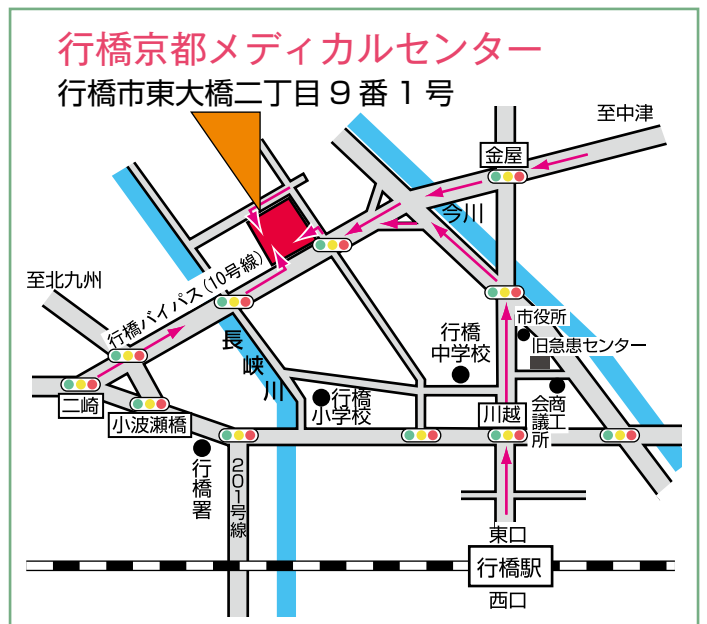 行橋京都メディカルセンター
行橋市東大橋二丁目9番1号
至中津
金屋
今川
至北九州
行橋バイパス(10号線)
長峡川
市役所
旧急患センター
行橋
中学校
行橋
小学校
川越
商工
会議所
二崎
小波瀬橋
行橋署
201号線
東口
行橋駅
西口